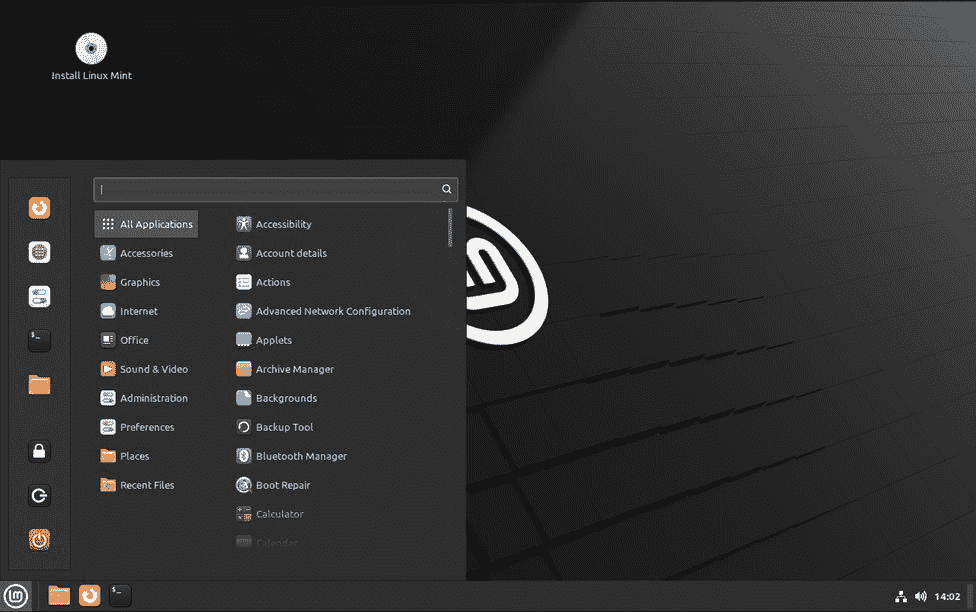 Install Linux Mint
All Applications
Accessories
Graphics
Internet
Office
Sound & Video
Administration
Preferences
Places
Recent Files
Accessibility
Account details
Actions
Advanced Network Configuration
Applets
Archive Manager
Backgrounds
Backup Tool
Bluetooth Manager
Boot Repair
Calculator
Calendar
14:02